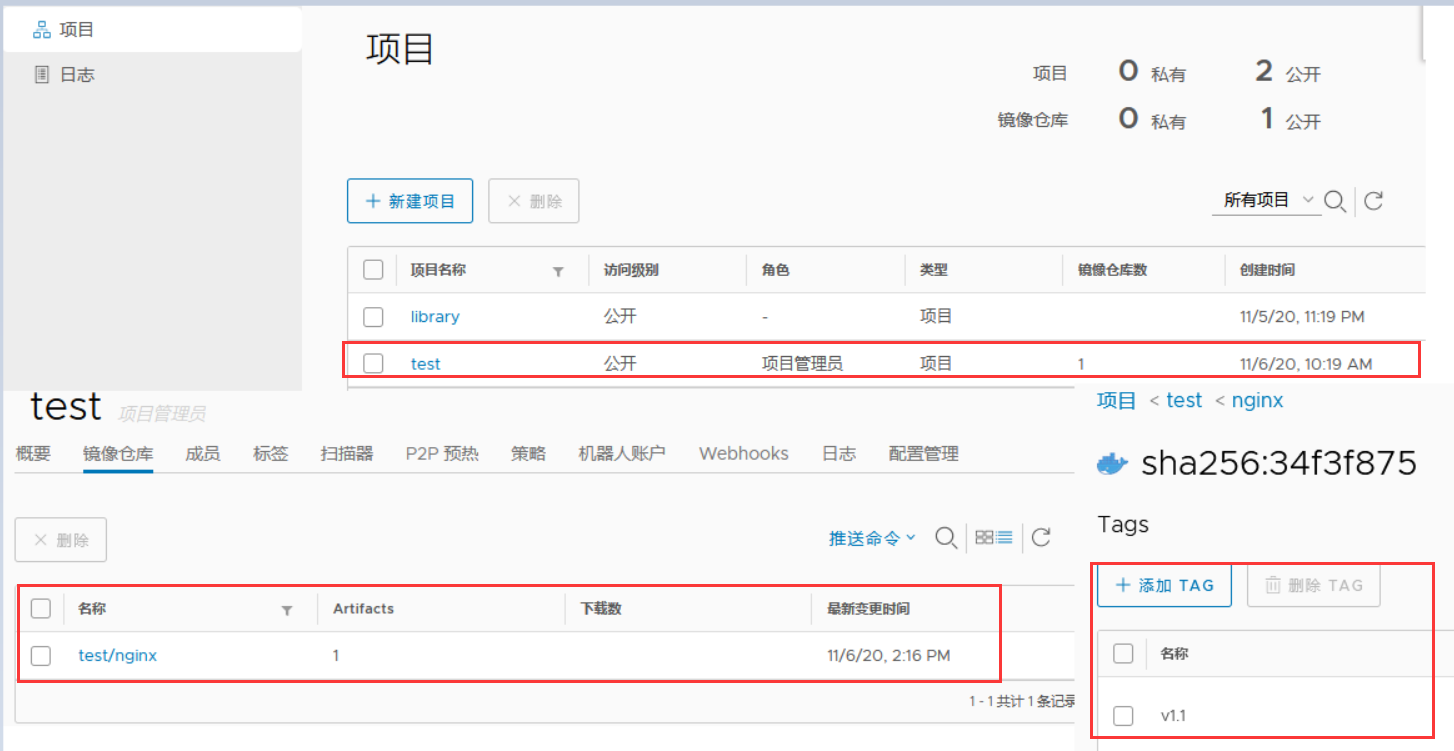 项目
日志
项目
项目 0 私有 2 公开
镜像仓库 0 私有 1 公开
+ 新建项目 × 删除 所有项目
项目名称 访问级别 角色 类型 镜像仓库数 创建时间
library 公开 - 项目 11/5/20, 11:19 PM
test 公开 项目管理员 项目 1 11/6/20, 10:19 AM
test 项目管理员
概要 镜像仓库 成员 标签 扫描器 P2P 预热 策略 机器人账户 Webhooks 日志 配置管理
× 删除 推送命令
名称 Artifacts 下载数 最新变更时间
test/nginx 1 11/6/20, 2:16 PM
1 - 1 共计 1 条记录
项目 < test < nginx
sha256:34f3f875
Tags
+ 添加 TAG 删除 TAG
名称
v1.1